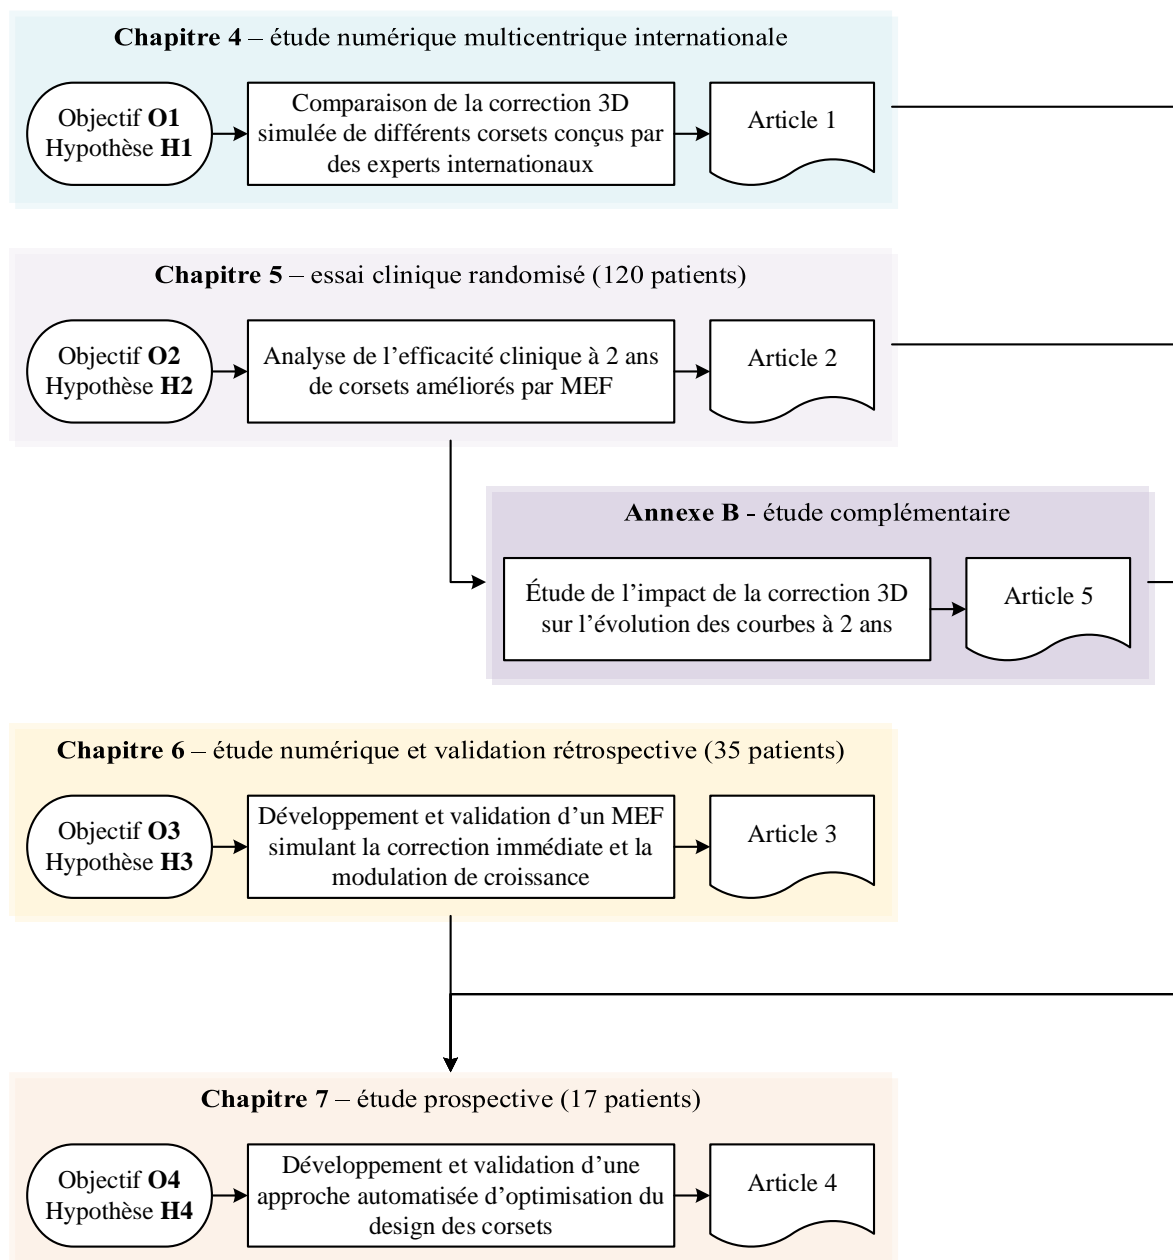 Chapitre 4 – étude numérique multicentrique internationale
Objectif O1
Hypothèse H1
Comparaison de la correction 3D
simulée de différents corsets conçus par
des experts internationaux
Article 1
Chapitre 5 – essai clinique randomisé (120 patients)
Objectif O2
Hypothèse H2
Analyse de l’efficacité clinique à 2 ans
de corsets améliorés par MEF
Article 2
Annexe B - étude complémentaire
Étude de l’impact de la correction 3D
sur l’évolution des courbes à 2 ans
Article 5
Chapitre 6 – étude numérique et validation rétrospective (35 patients)
Objectif O3
Hypothèse H3
Développement et validation d’un MEF
simulant la correction immédiate et la
modulation de croissance
Article 3
Chapitre 7 – étude prospective (17 patients)
Objectif O4
Hypothèse H4
Développement et validation d’une
approche automatisée d’optimisation du
design des corsets
Article 4